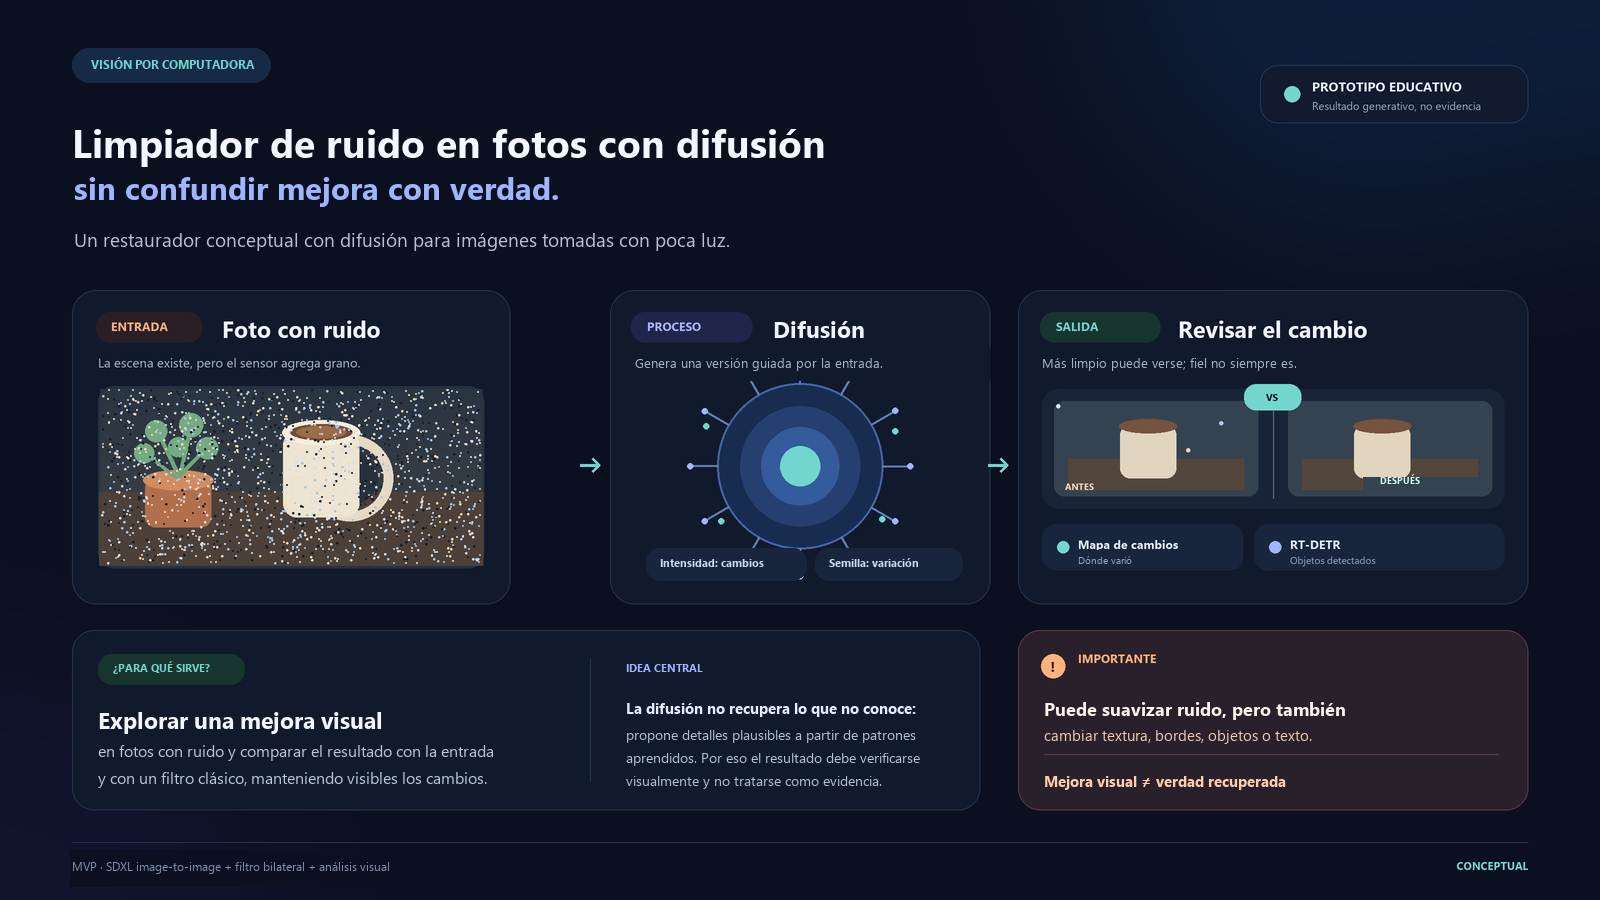 VISIÓN POR COMPUTADORA
PROTOTIPO EDUCATIVO
Resultado generativo, no evidencia
Limpiador de ruido en fotos con difusión
sin confundir mejora con verdad.
Un restaurador conceptual con difusión para imágenes tomadas con poca luz.
ENTRADA
Foto con ruido
La escena existe, pero el sensor agrega grano.
→
PROCESO
Difusión
Genera una versión guiada por la entrada.
Intensidad: cambios
Semilla: variación
→
SALIDA
Revisar el cambio
Más limpio puede verse; fiel no siempre es.
VS
ANTES
DESPUÉS
Mapa de cambios
Dónde varió
RT-DETR
Objetos detectados
¿PARA QUÉ SIRVE?
Explorar una mejora visual
en fotos con ruido y comparar el resultado con la entrada
y con un filtro clásico, manteniendo visibles los cambios.
IDEA CENTRAL
La difusión no recupera lo que no conoce:
propone detalles plausibles a partir de patrones
aprendidos. Por eso el resultado debe verificarse
visualmente y no tratarse como evidencia.
!
IMPORTANTE
Puede suavizar ruido, pero también
cambiar textura, bordes, objetos o texto.
Mejora visual ≠ verdad recuperada
MVP · SDXL image-to-image + filtro bilateral + análisis visual
CONCEPTUAL